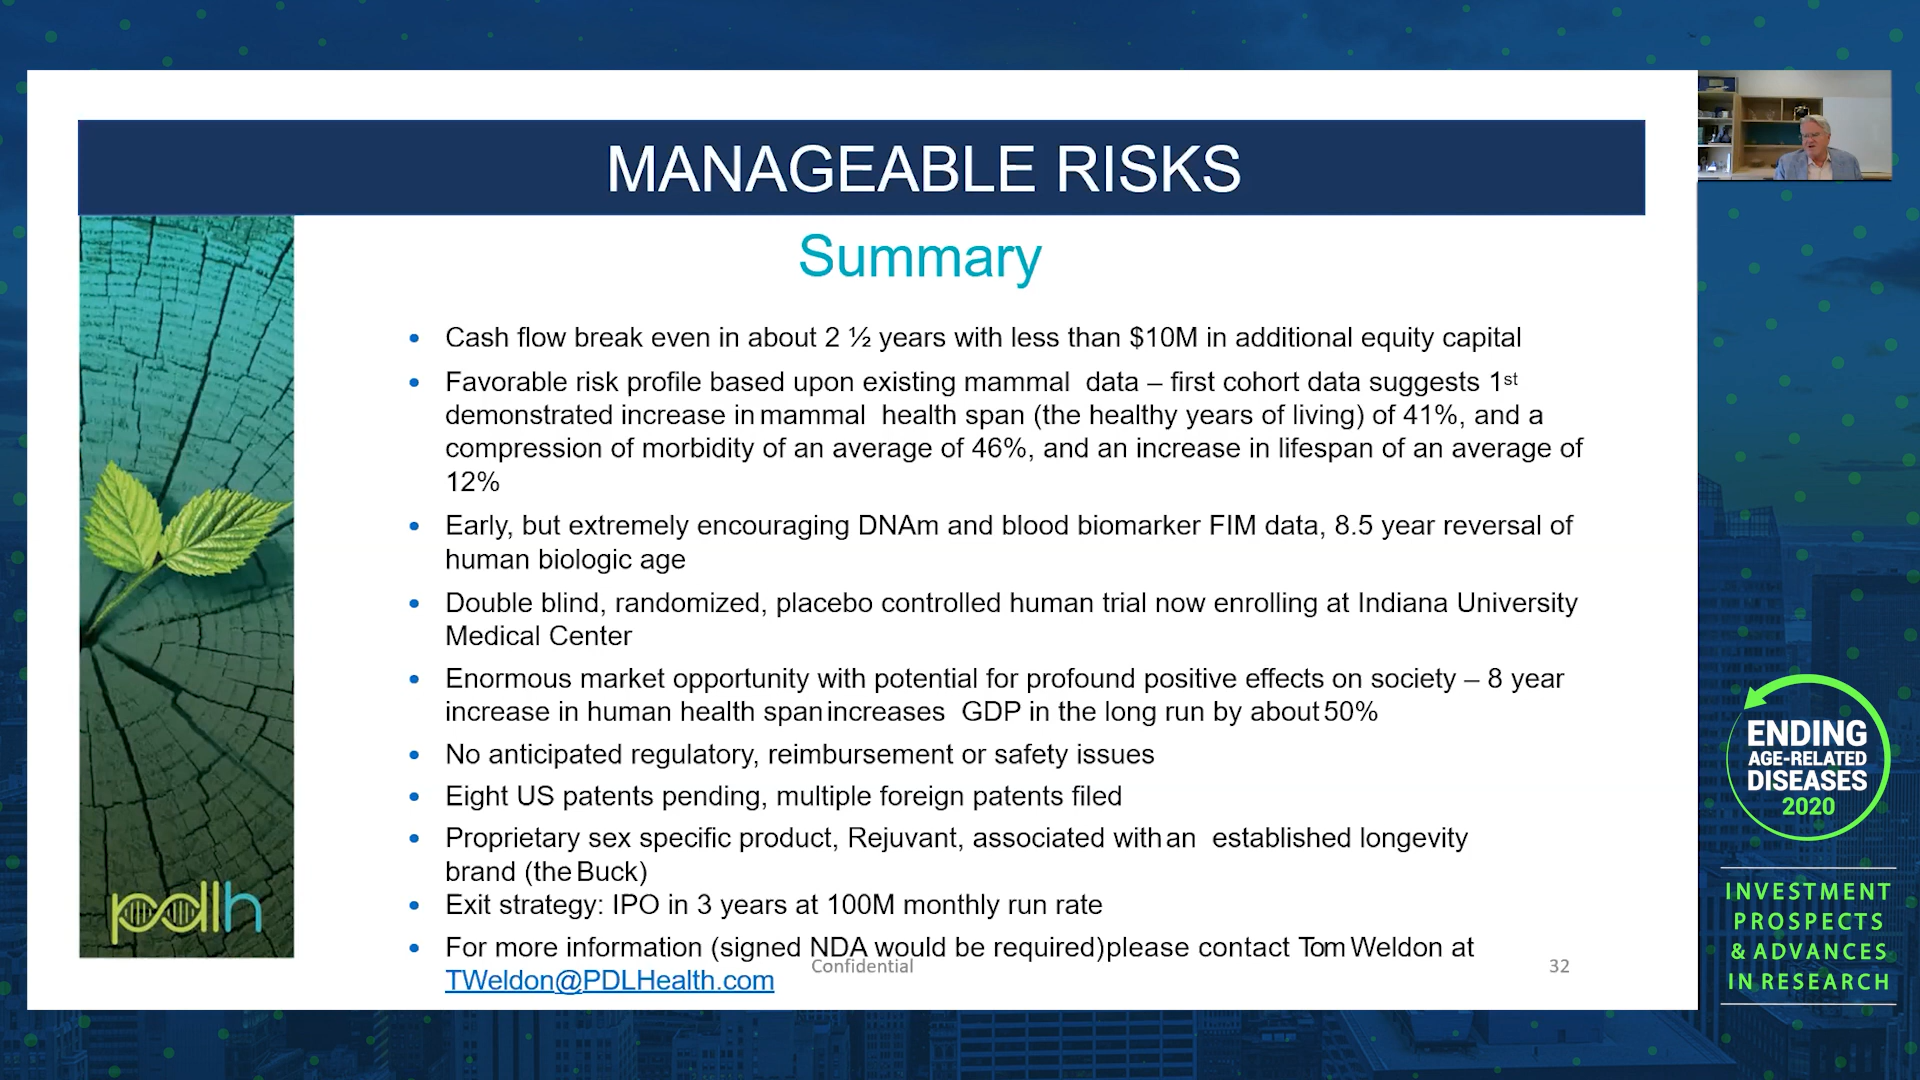 MANAGEABLE RISKS
Summary
• Cash flow break even in about 2 ½ years with less than $10M in additional equity capital
• Favorable risk profile based upon existing mammal data – first cohort data suggests 1st
demonstrated increase in mammal health span (the healthy years of living) of 41%, and a
compression of morbidity of an average of 46%, and an increase in lifespan of an average of
12%
• Early, but extremely encouraging DNAm and blood biomarker FIM data, 8.5 year reversal of
human biologic age
• Double blind, randomized, placebo controlled human trial now enrolling at Indiana University
Medical Center
• Enormous market opportunity with potential for profound positive effects on society – 8 year
increase in human health span increases GDP in the long run by about 50%
• No anticipated regulatory, reimbursement or safety issues
• Eight US patents pending, multiple foreign patents filed
• Proprietary sex specific product, Rejuvant, associated with an established longevity
brand (the Buck)
• Exit strategy: IPO in 3 years at 100M monthly run rate
• For more information (signed NDA would be required) please contact Tom Weldon at
TWeldon@PDLHealth.com
Confidential
32
pdlh
ENDING
AGE-RELATED
DISEASES
2020
INVESTMENT
PROSPECTS
& ADVANCES
IN RESEARCH